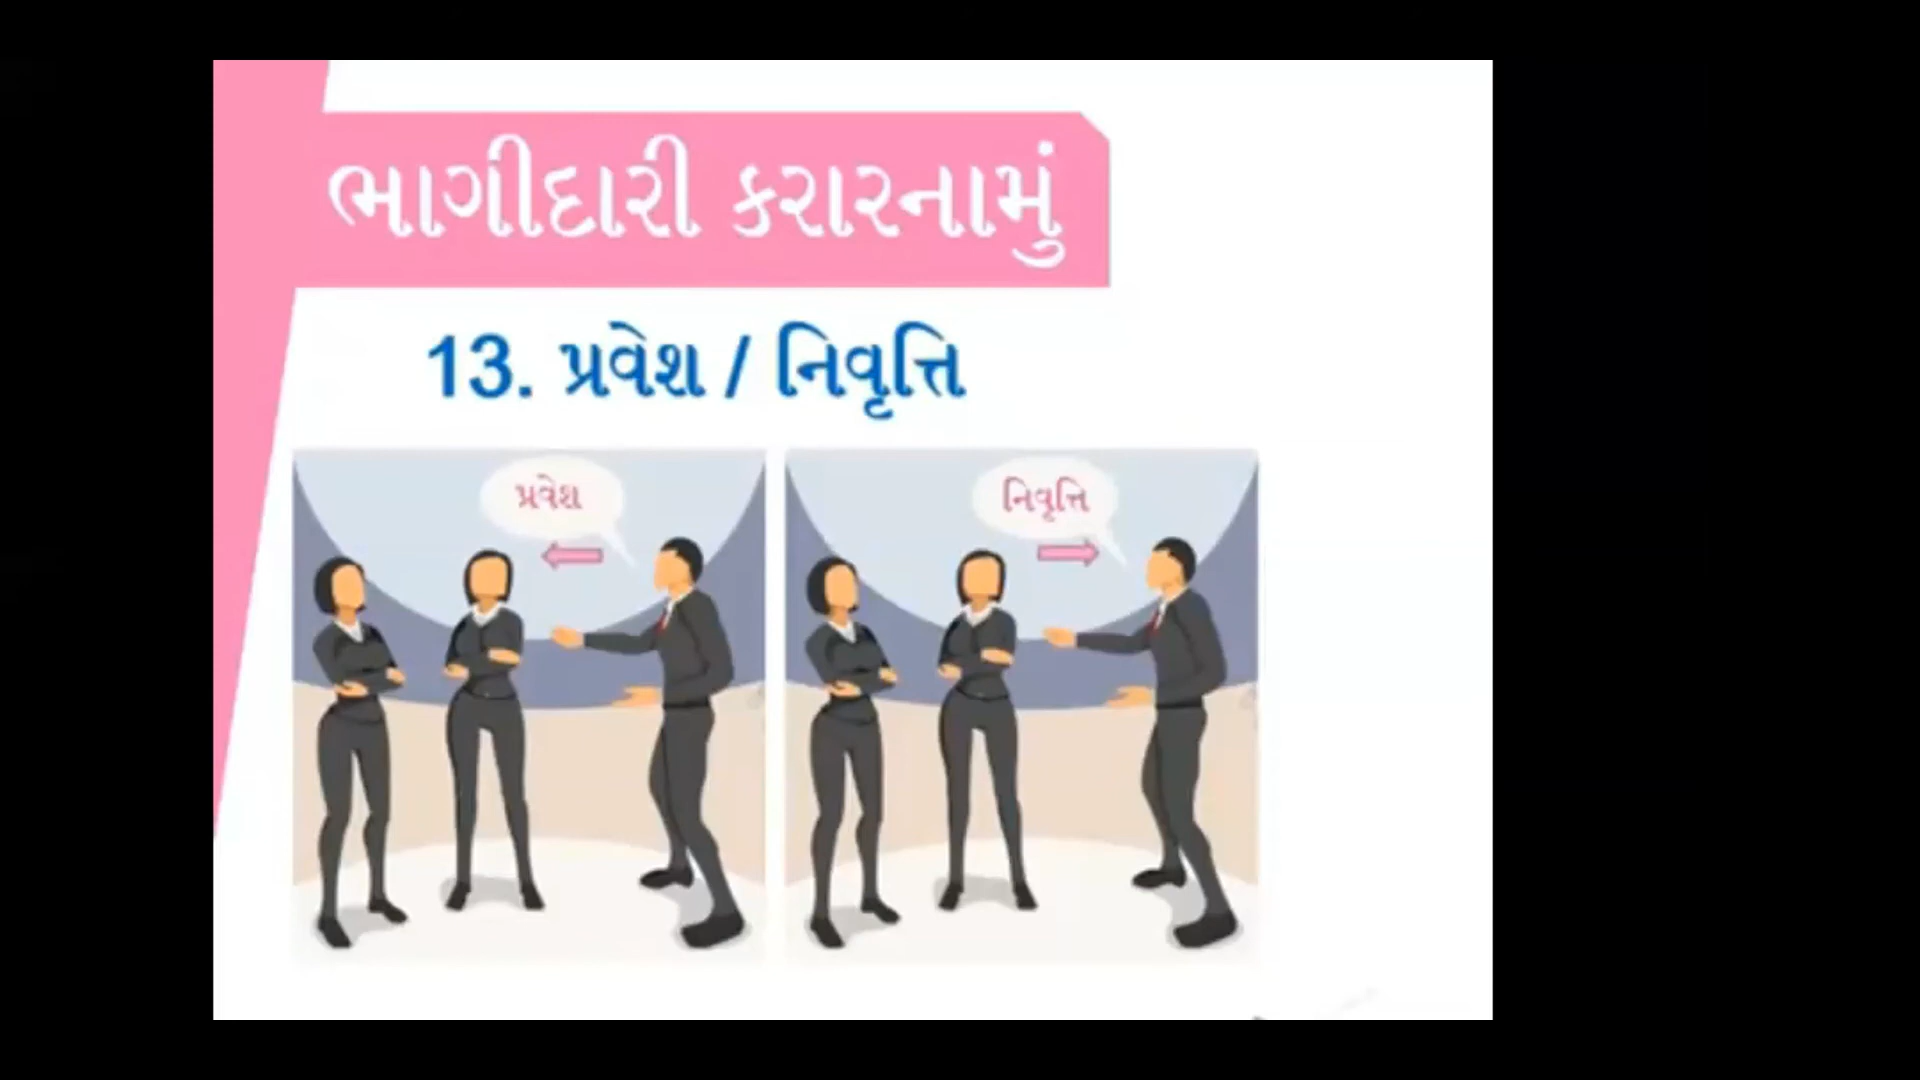 ભાગીદારી કરારનામું
13. પ્રવેશ / નિવૃત્તિ
પ્રવેશ
નિવૃત્તિ